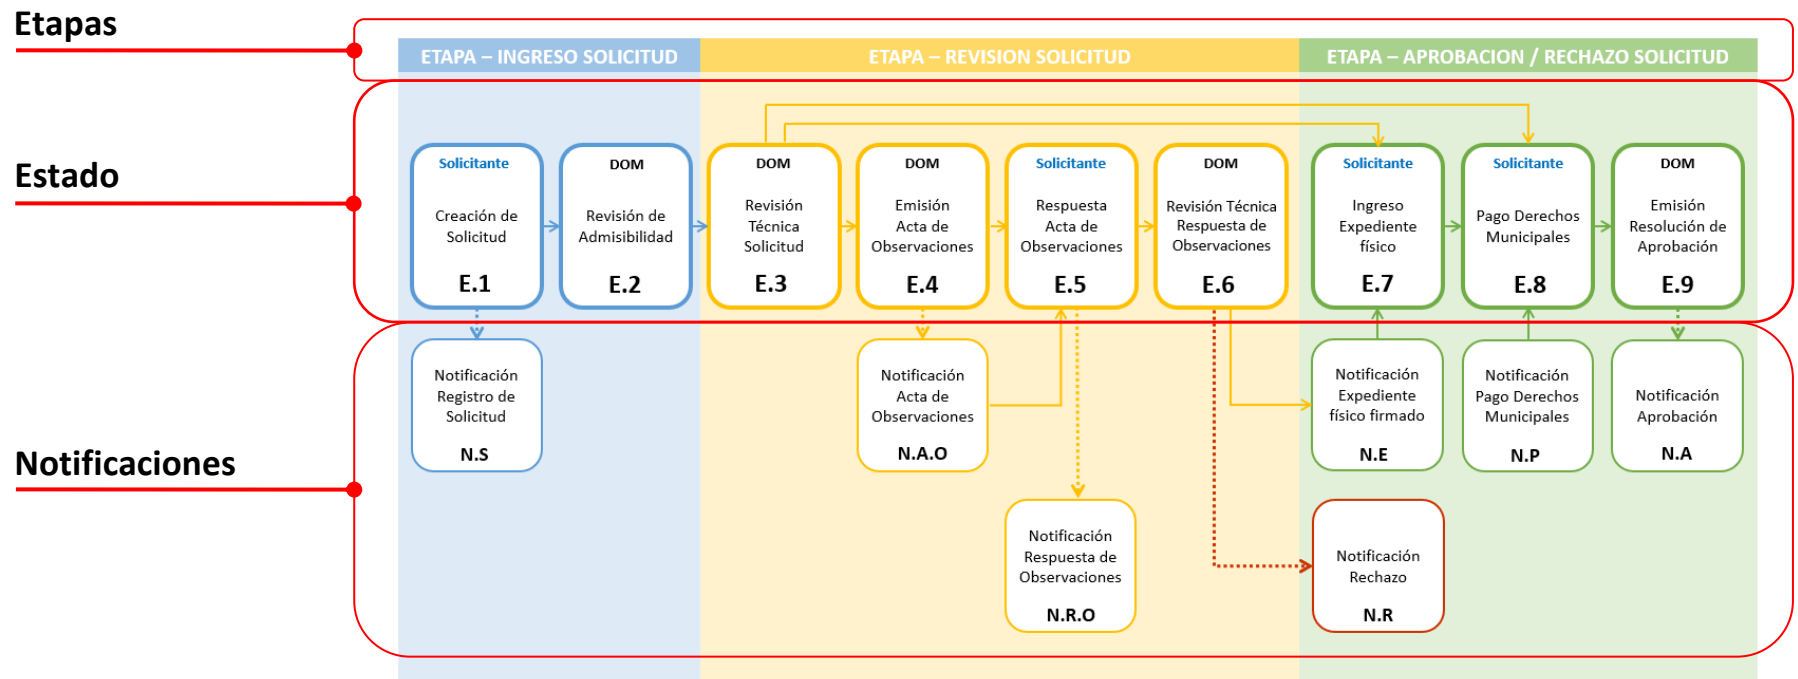 Etapas
ETAPA – INGRESO SOLICITUD
ETAPA – REVISION SOLICITUD
ETAPA – APROBACION / RECHAZO SOLICITUD
Estado
Solicitante
Creación de
Solicitud
E.1
DOM
Revisión de
Admisibilidad
E.2
DOM
Revisión
Técnica
Solicitud
E.3
DOM
Emisión
Acta de
Observaciones
E.4
Solicitante
Respuesta
Acta de
Observaciones
E.5
DOM
Revisión Técnica
Respuesta de
Observaciones
E.6
Solicitante
Ingreso
Expediente
físico
E.7
Solicitante
Pago Derechos
Municipales
E.8
DOM
Emisión
Resolución de
Aprobación
E.9
Notificaciones
Notificación
Registro de
Solicitud
N.S
Notificación
Acta de
Observaciones
N.A.O
Notificación
Respuesta de
Observaciones
N.R.O
Notificación
Expediente
físico firmado
N.E
Notificación
Pago Derechos
Municipales
N.P
Notificación
Aprobación
N.A
Notificación
Rechazo
N.R